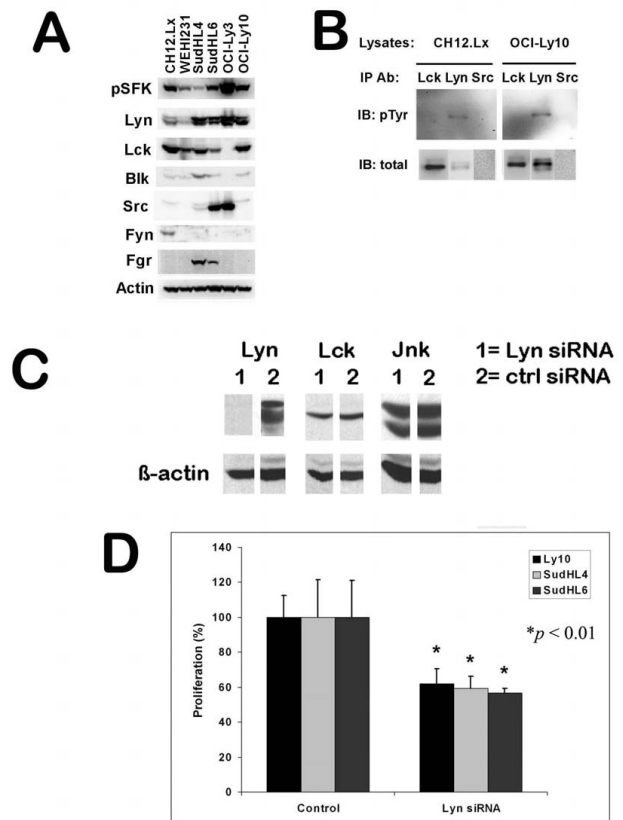 A
CH12.Lx
WEHI231
SudHL4
SudHL6
OCI-Ly3
OCI-Ly10
pSFK
Lyn
Lck
Blk
Src
Fyn
Fgr
Actin
B
Lysates: CH12.Lx OCI-Ly10
IP Ab: Lck Lyn Src Lck Lyn Src
IB: pTyr
IB: total
C
Lyn Lck Jnk 1= Lyn siRNA
1 2 1 2 1 2 2= ctrl siRNA
ß-actin
D
140
120
100
80
60
40
20
0
Proliferation (%)
Ly10
SudHL4
SudHL6
*p < 0.01
* * *
Control Lyn siRNA